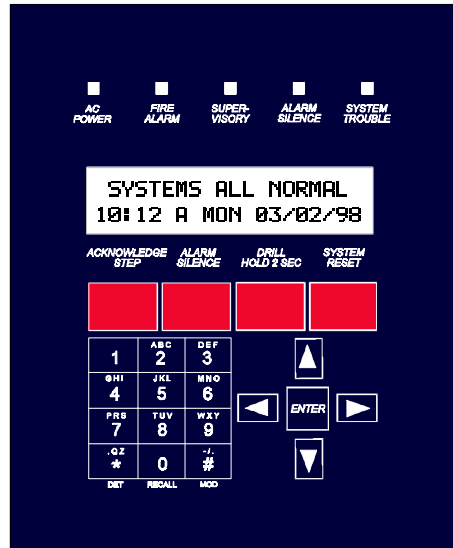 AC POWER
FIRE ALARM
SUPER-VISORY
ALARM SILENCE
SYSTEM TROUBLE
SYSTEMS ALL NORMAL
10:12 A MON 03/02/98
ACKNOWLEDGE STEP
ALARM SILENCE
DRILL HOLD 2 SEC
SYSTEM RESET
1
ABC
2
DEF
3
GHI
4
JKL
5
MNO
6
PRS
7
TUV
8
WXY
9
.QZ
*
0
-/.
#
DET
RECALL
MOD
ENTER